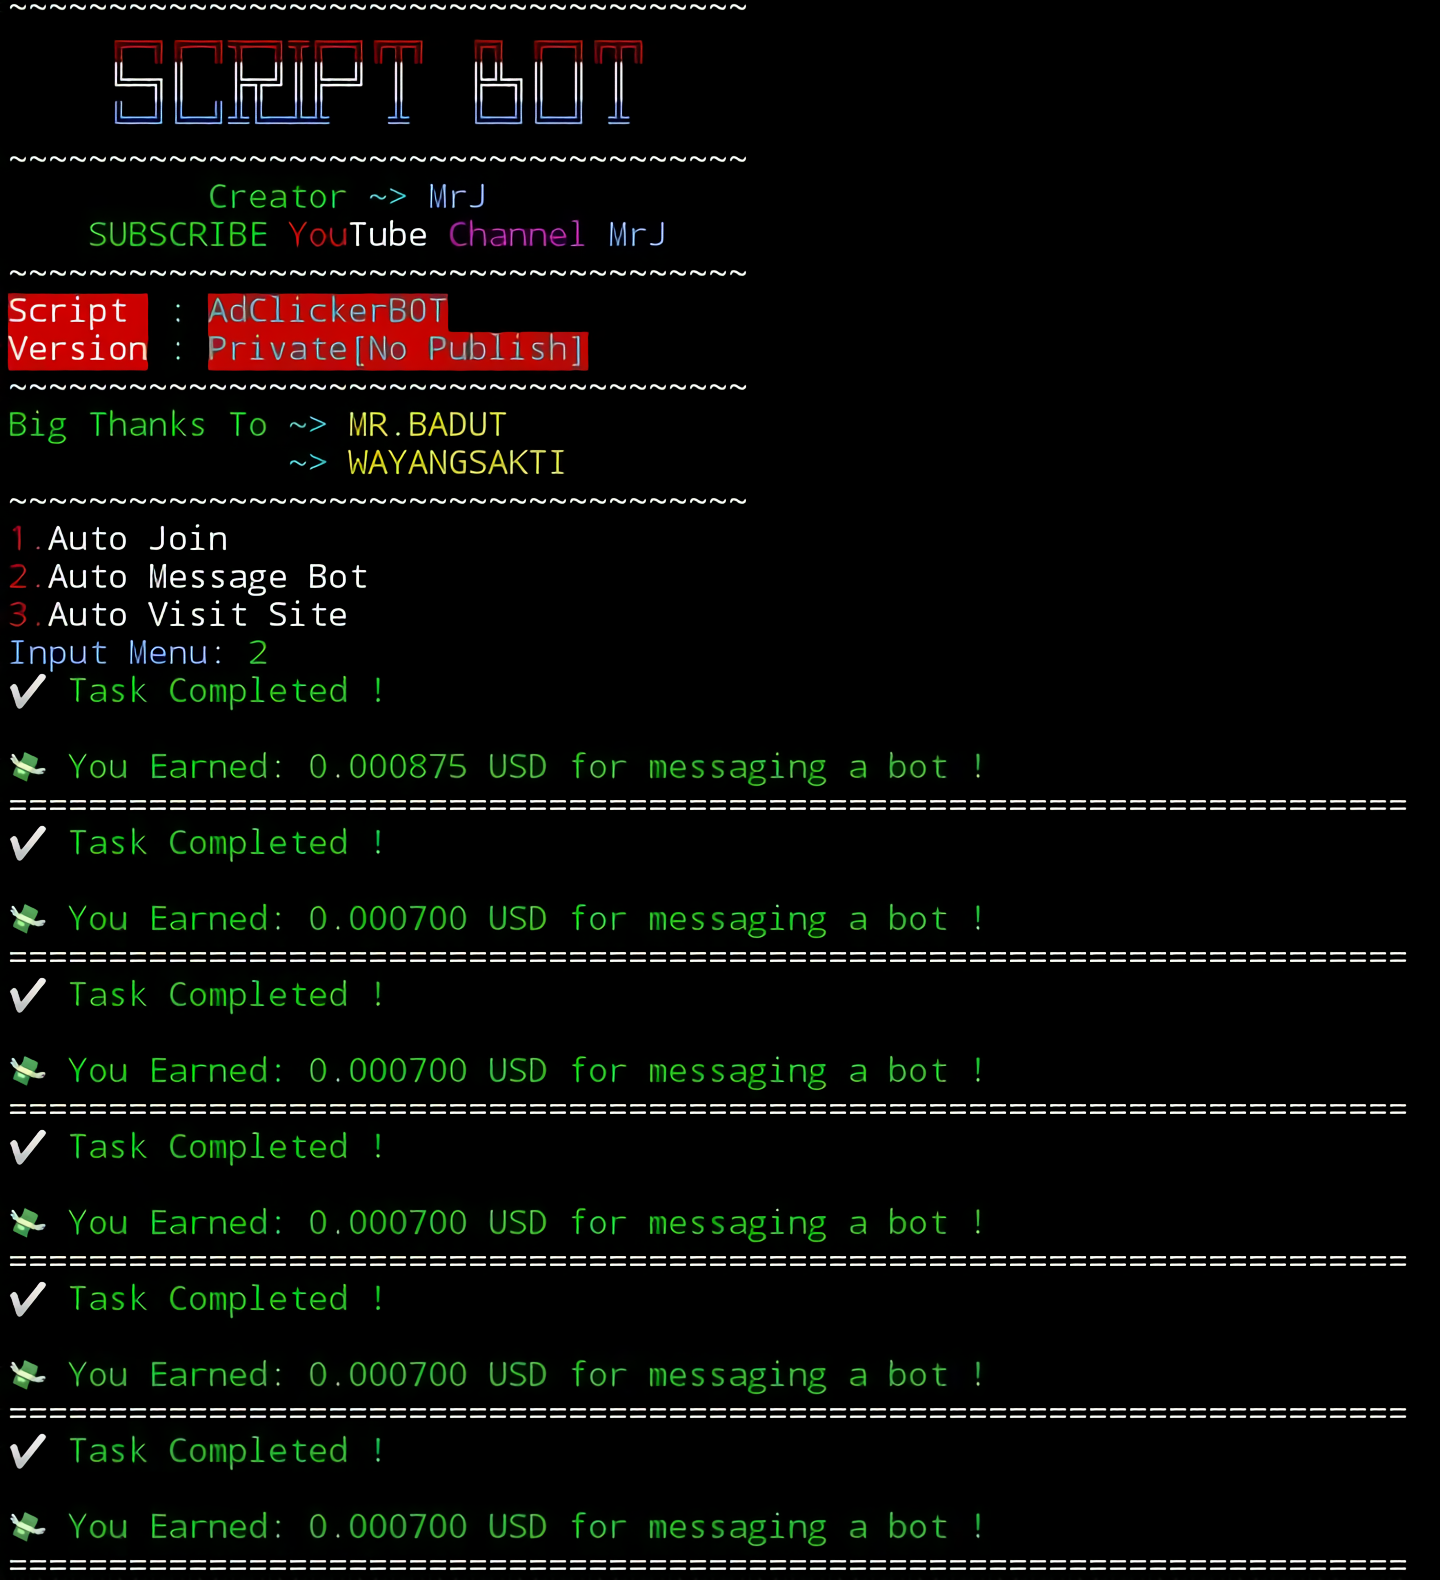 ~~~~~~~~~~~~~~~~~~~~~~~~~~~~~~~~~~~~~
SCRIPT BOT
~~~~~~~~~~~~~~~~~~~~~~~~~~~~~~~~~~~~~
Creator ~> MrJ
SUBSCRIBE YouTube Channel MrJ
~~~~~~~~~~~~~~~~~~~~~~~~~~~~~~~~~~~~~
Script : AdClickerBOT
Version : Private[No Publish]
~~~~~~~~~~~~~~~~~~~~~~~~~~~~~~~~~~~~~
Big Thanks To ~> MR.BADUT
~> WAYANGSAKTI
~~~~~~~~~~~~~~~~~~~~~~~~~~~~~~~~~~~~~
1.Auto Join
2.Auto Message Bot
3.Auto Visit Site
Input Menu: 2
✔ Task Completed !
💸 You Earned: 0.000875 USD for messaging a bot !
======================================================================
✔ Task Completed !
💸 You Earned: 0.000700 USD for messaging a bot !
======================================================================
✔ Task Completed !
💸 You Earned: 0.000700 USD for messaging a bot !
======================================================================
✔ Task Completed !
💸 You Earned: 0.000700 USD for messaging a bot !
======================================================================
✔ Task Completed !
💸 You Earned: 0.000700 USD for messaging a bot !
======================================================================
✔ Task Completed !
💸 You Earned: 0.000700 USD for messaging a bot !
======================================================================